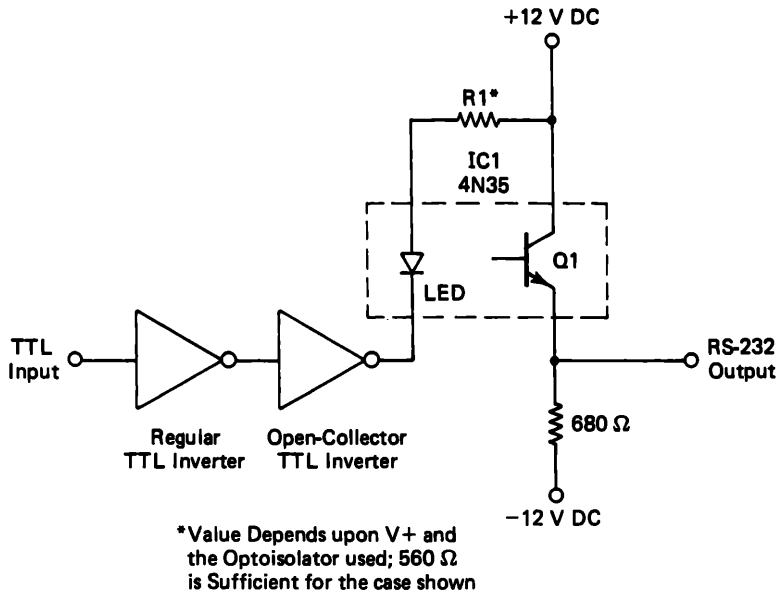 +12 V DC
R1*
IC1
4N35
Q1
LED
TTL
Input
RS-232
Output
680 Ω
Regular
TTL Inverter
Open-Collector
TTL Inverter
−12 V DC
*Value Depends upon V+ and
the Optoisolator used; 560 Ω
is Sufficient for the case shown